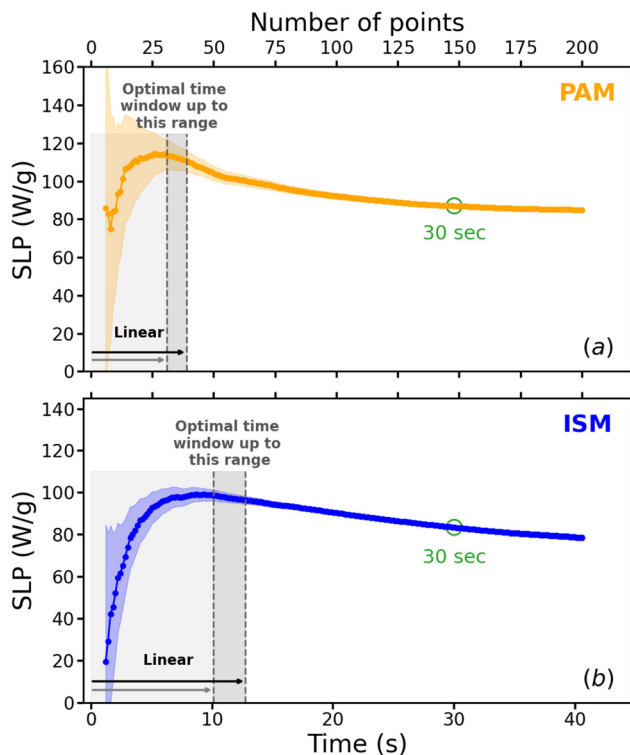 Number of points
0 25 50 75 100 125 150 175 200
160
140
120
100
80
60
40
20
0
SLP (W/g)
Optimal time
window up to
this range
PAM
30 sec
Linear
(a)
140
120
100
80
60
40
20
0
SLP (W/g)
Optimal time
window up to
this range
ISM
30 sec
Linear
(b)
0 10 20 30 40
Time (s)